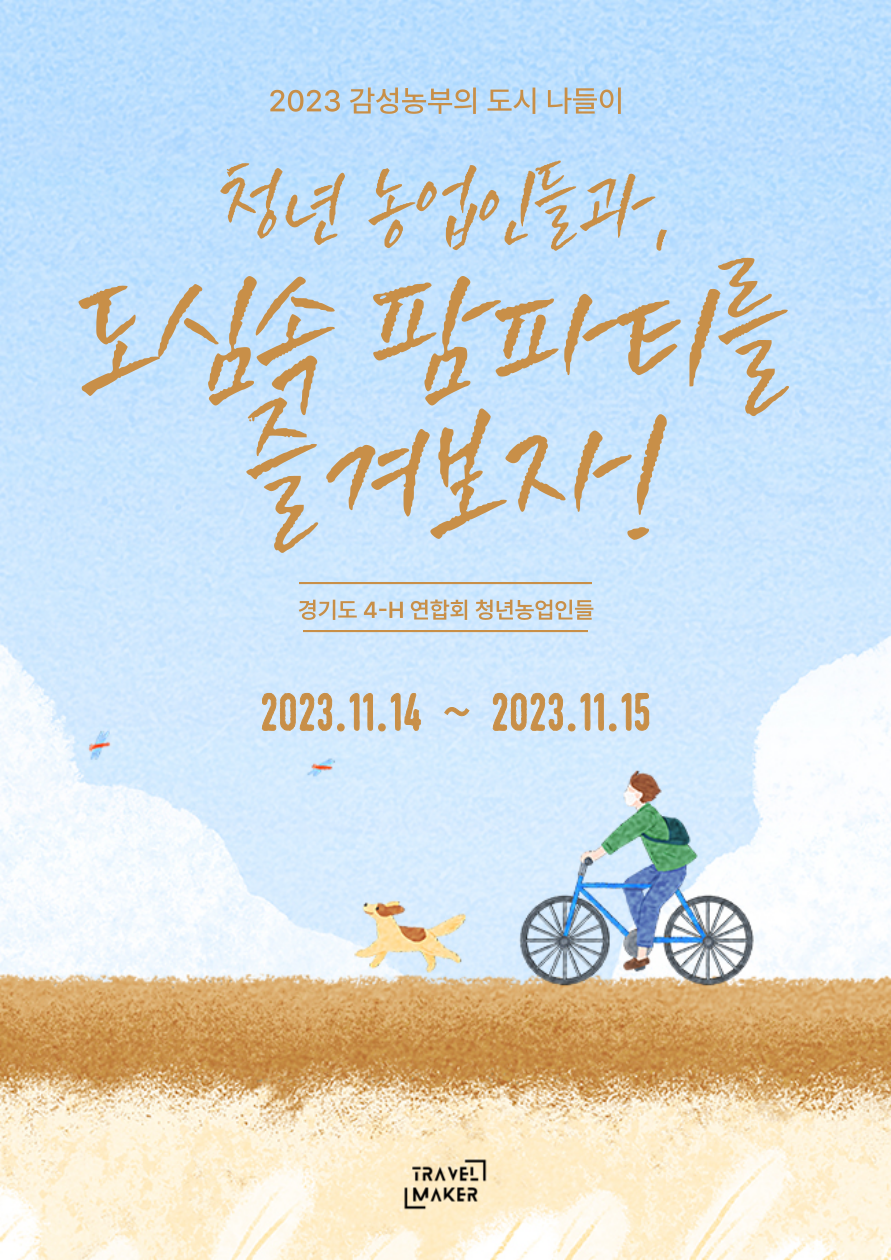 2023 감성농부의 도시 나들이
청년 농업인들과,
도심속 팜파티를
즐겨보자!
경기도 4-H 연합회 청년농업인들
2023.11.14 ~ 2023.11.15
TRAVEL
MAKER